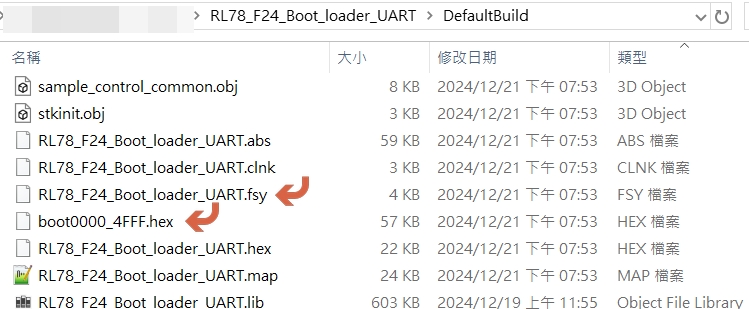 RL78_F24_Boot_loader_UART > DefaultBuild
名稱 大小 修改日期 類型
sample_control_common.obj 8 KB 2024/12/21 下午 07:53 3D Object
stkinit.obj 3 KB 2024/12/21 下午 07:53 3D Object
RL78_F24_Boot_loader_UART.abs 59 KB 2024/12/21 下午 07:53 ABS 檔案
RL78_F24_Boot_loader_UART.clnk 3 KB 2024/12/21 下午 07:53 CLNK 檔案
RL78_F24_Boot_loader_UART.fsy 4 KB 2024/12/21 下午 07:53 FSY 檔案
boot0000_4FFF.hex 57 KB 2024/12/21 下午 07:53 HEX 檔案
RL78_F24_Boot_loader_UART.hex 22 KB 2024/12/21 下午 07:53 HEX 檔案
RL78_F24_Boot_loader_UART.map 24 KB 2024/12/21 下午 07:53 MAP 檔案
RL78_F24_Boot_loader_UART.lib 603 KB 2024/12/19 上午 11:55 Object File Library